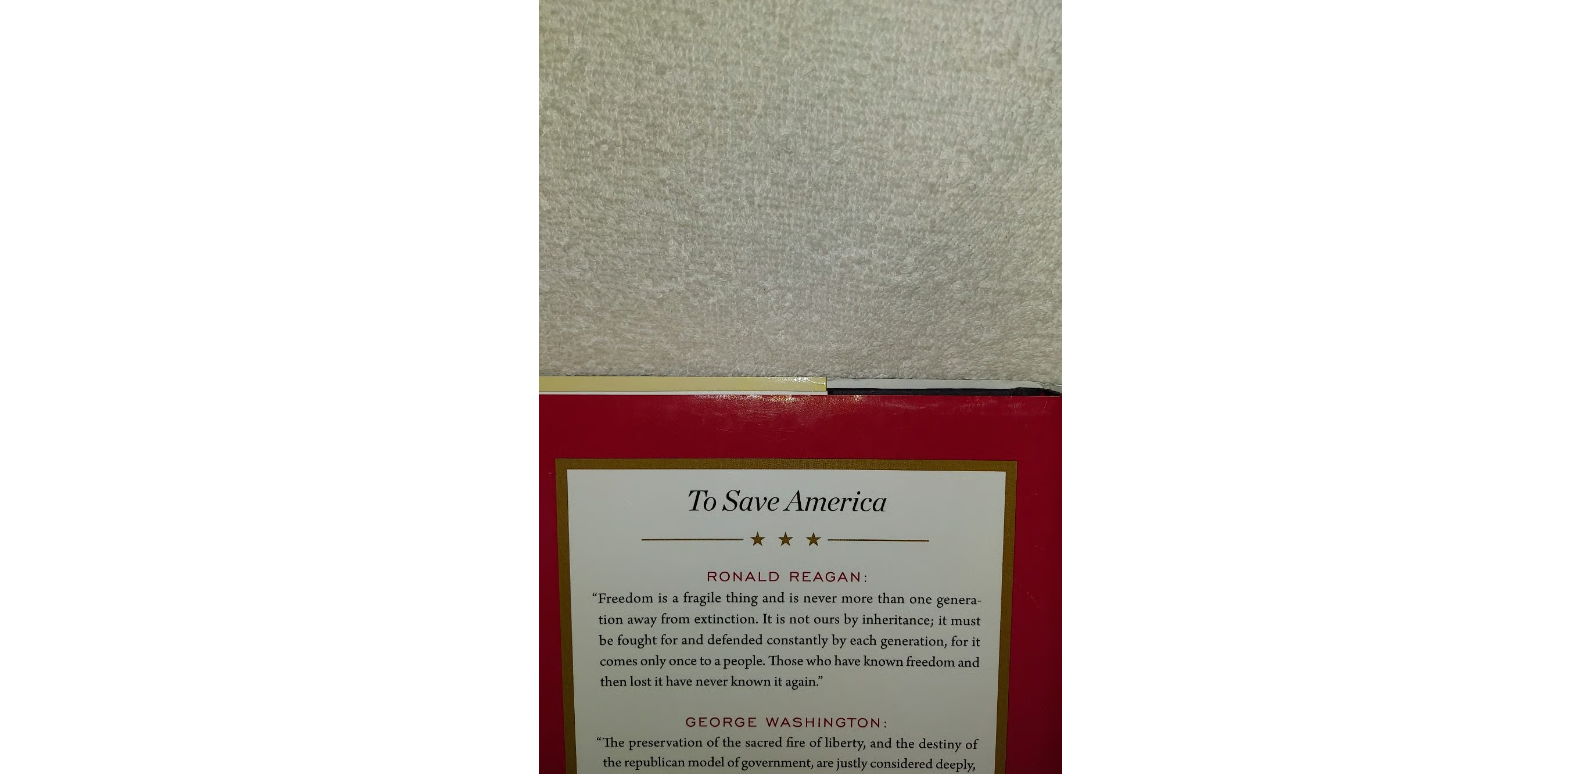 To Save America
★ ★ ★
RONALD REAGAN:
“Freedom is a fragile thing and is never more than one genera-
tion away from extinction. It is not ours by inheritance; it must
be fought for and defended constantly by each generation, for it
comes only once to a people. Those who have known freedom and
then lost it have never known it again.”
GEORGE WASHINGTON:
“The preservation of the sacred fire of liberty, and the destiny of
the republican model of government, are justly considered deeply,